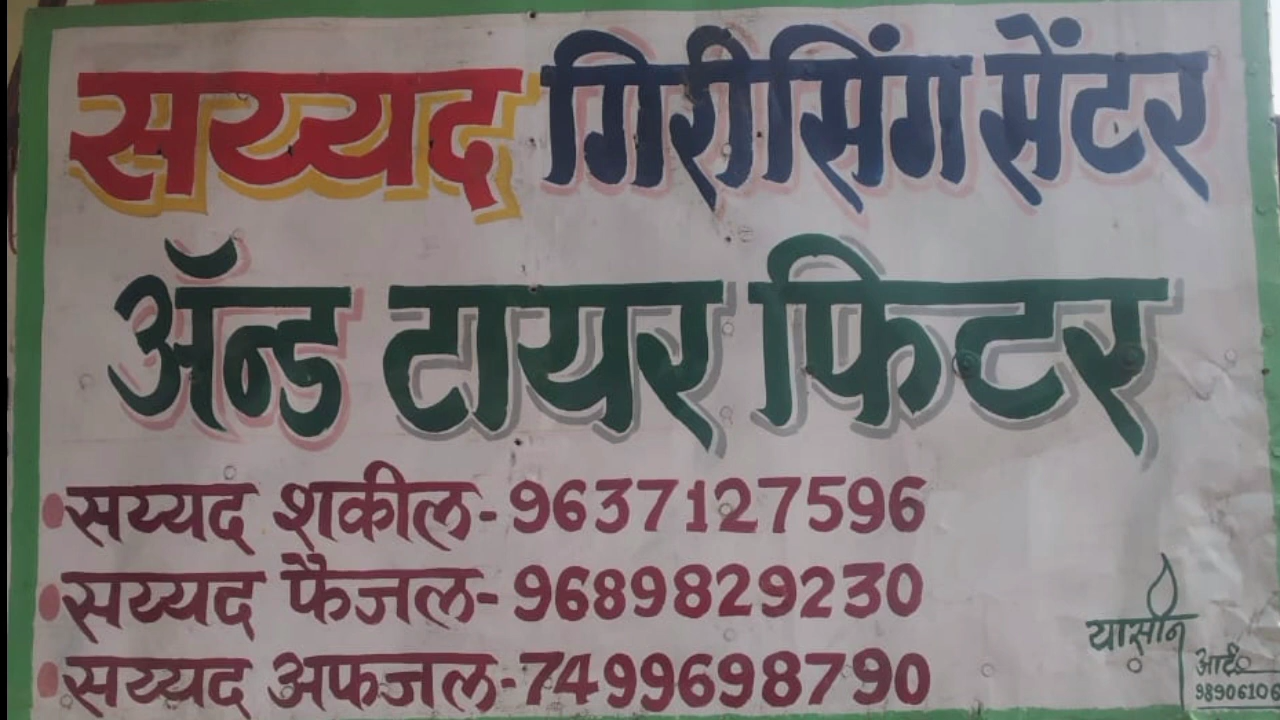 सय्यद गिरीसिंग सेंटर
ॲन्ड टायर फिटर
सय्यद शकील-9637127596
सय्यद फैजल-9689829230
सय्यद अफजल-7499698790
यासीन
आर्ट
98906106